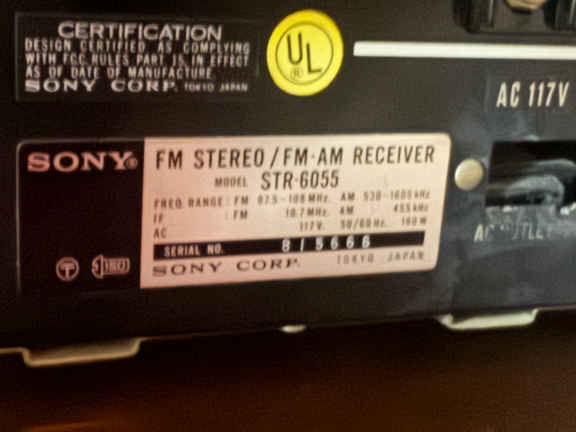 CERTIFICATION
DESIGN CERTIFIED AS COMPLYING
WITH F.C.C. RULES, PART 15, IN EFFECT
AS OF DATE OF MANUFACTURE.
SONY CORP. TOKYO JAPAN
UL
®
AC 117V
AC OUTLET
SONY®
FM STEREO/FM-AM RECEIVER
MODEL STR-6055
FREQ. RANGE: FM 87.5-108 MHz. AM 530-1605 kHz
IF : FM 10.7 MHz. AM 455 kHz
AC 117V. 50/60 Hz.
SERIAL NO. 815666
SONY CORP. TOKYO JAPAN